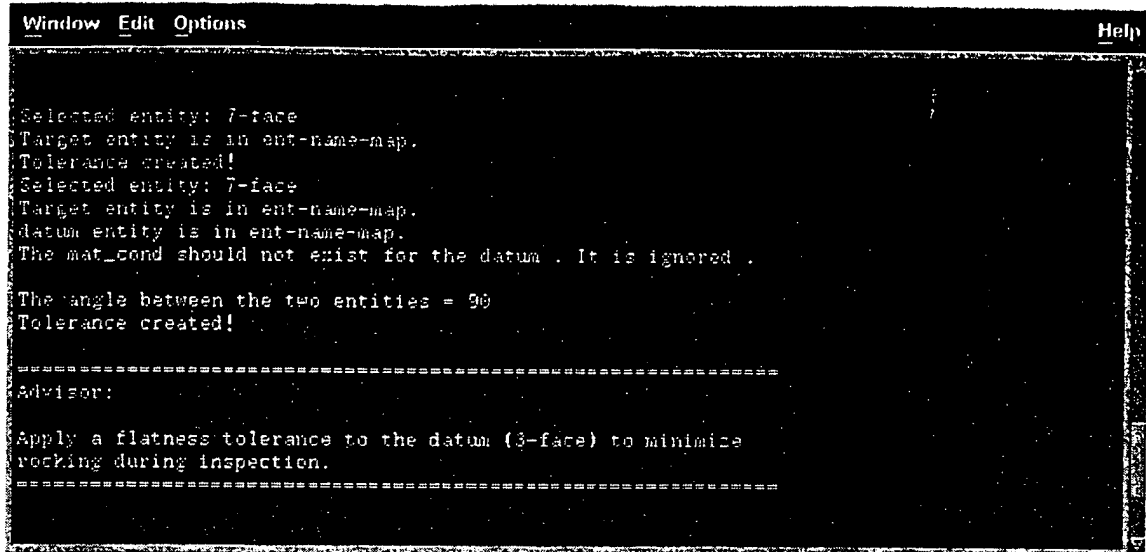 Window Edit Options Help
Selected entity: 7-face
Target entity is in ent-name-map.
Tolerance created!
Selected entity: 7-face
Target entity is in ent-name-map.
datum entity is in ent-name-map.
The mat_cond should not exist for the datum . It is ignored .
The angle between the two entities = 90
Tolerance created!
============================================================
Advisor:
Apply a flatness tolerance to the datum (3-face) to minimize
rocking during inspection.
============================================================